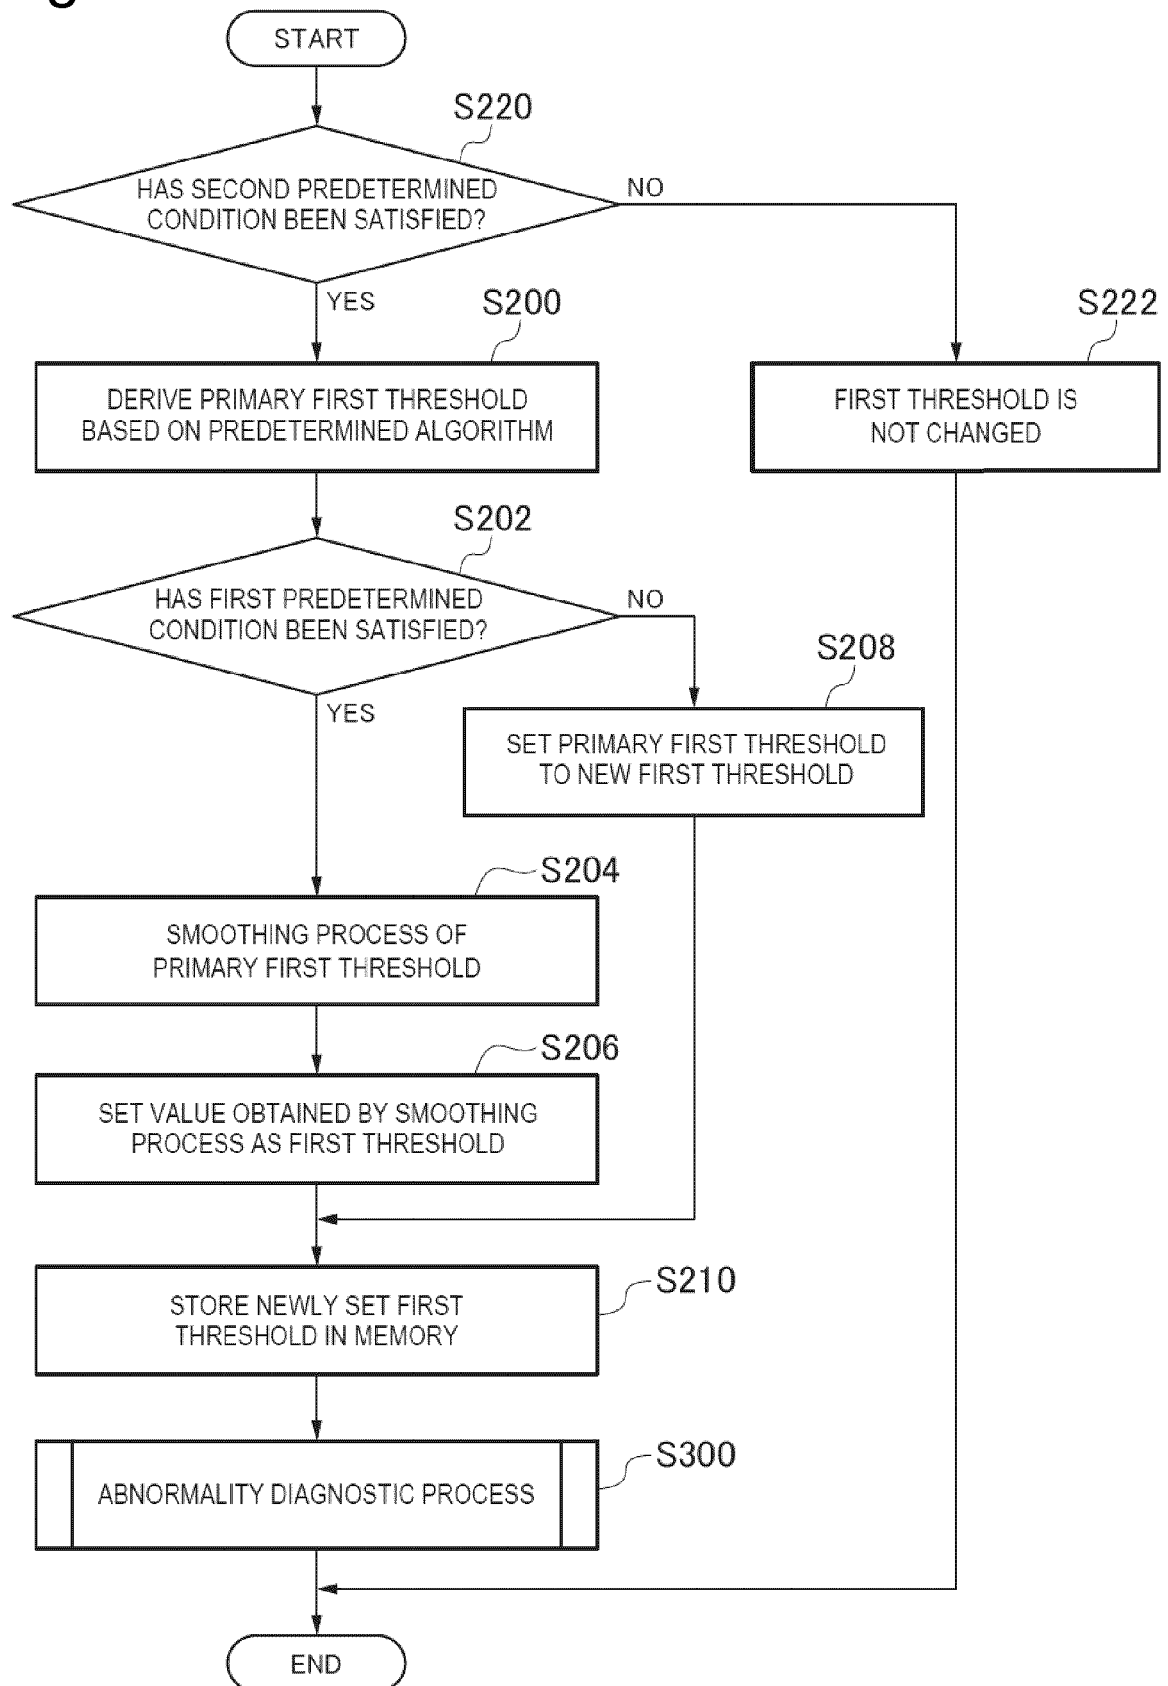 START
S220
HAS SECOND PREDETERMINED
CONDITION BEEN SATISFIED?
NO
YES
S200
S222
DERIVE PRIMARY FIRST THRESHOLD
BASED ON PREDETERMINED ALGORITHM
FIRST THRESHOLD IS
NOT CHANGED
S202
HAS FIRST PREDETERMINED
CONDITION BEEN SATISFIED?
NO
YES
S208
SET PRIMARY FIRST THRESHOLD
TO NEW FIRST THRESHOLD
S204
SMOOTHING PROCESS OF
PRIMARY FIRST THRESHOLD
S206
SET VALUE OBTAINED BY SMOOTHING
PROCESS AS FIRST THRESHOLD
S210
STORE NEWLY SET FIRST
THRESHOLD IN MEMORY
S300
ABNORMALITY DIAGNOSTIC PROCESS
END